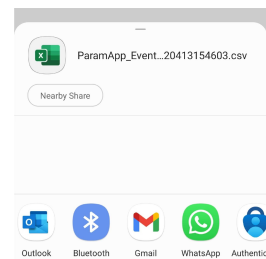 ParamApp_Event...20413154603.csv
Nearby Share
Outlook
Bluetooth
Gmail
WhatsApp
Authentic